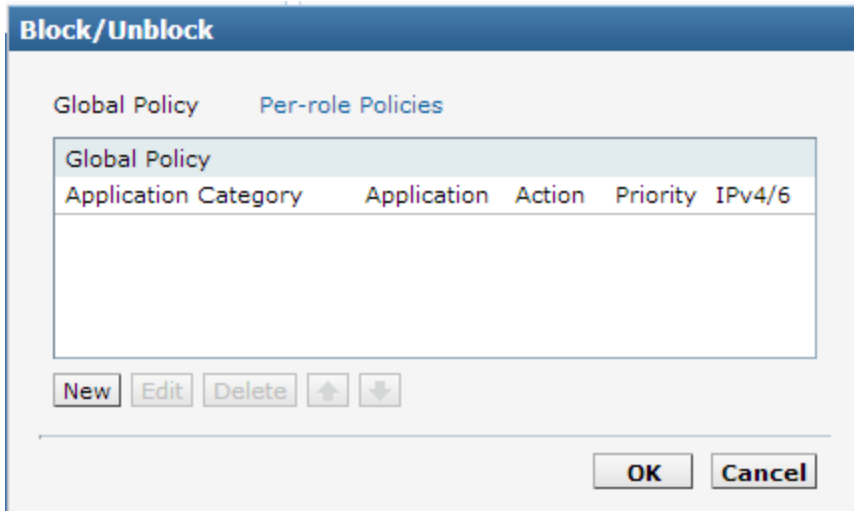 Block/Unblock
Global Policy Per-role Policies
Global Policy
Application Category Application Action Priority IPv4/6
New Edit Delete
OK Cancel